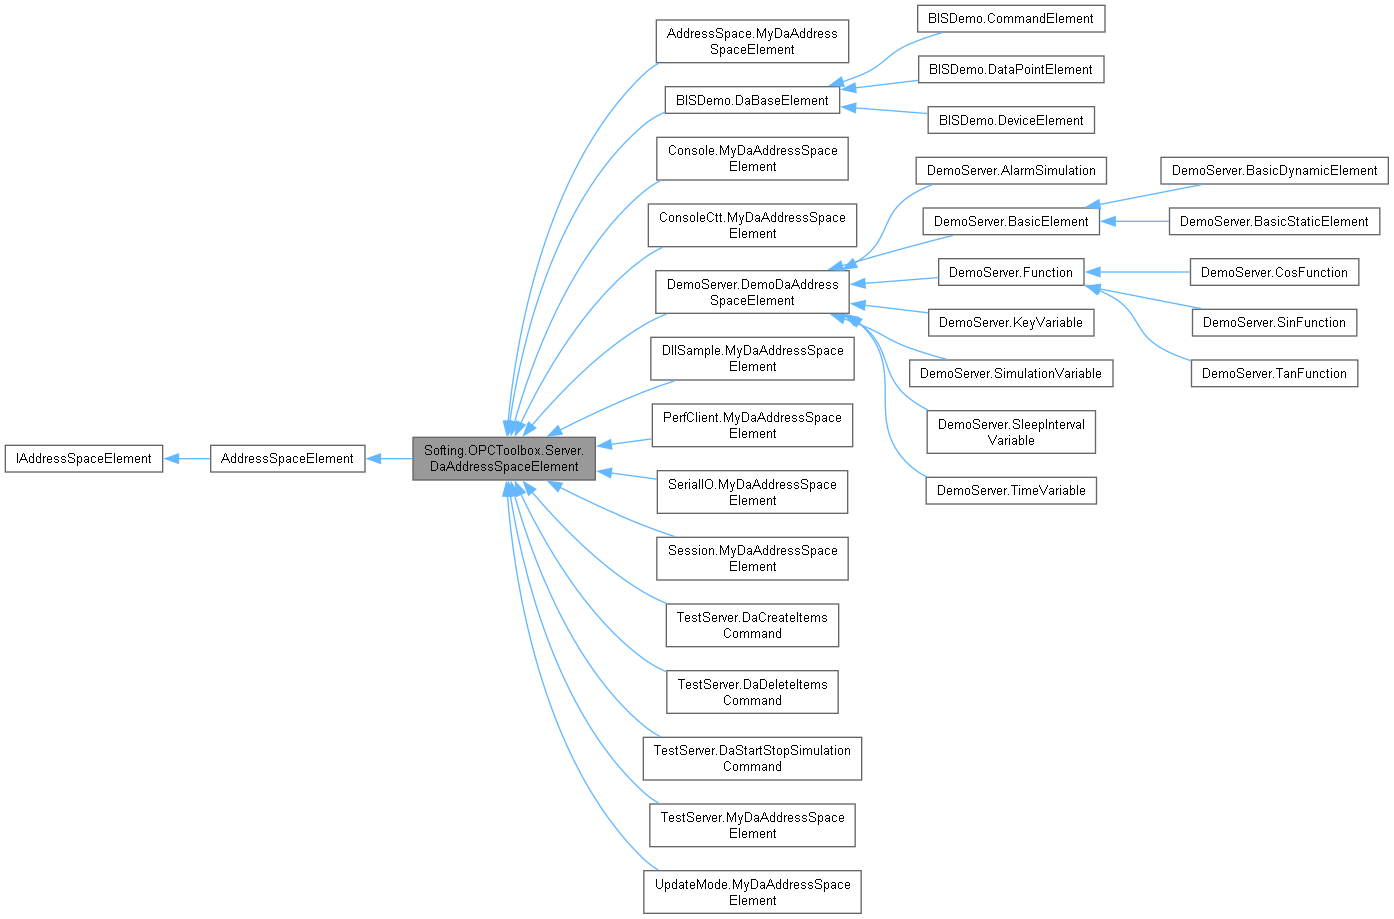 IAddressSpaceElement
AddressSpaceElement
Softing.OPCToolbox.Server.
DaAddressSpaceElement
AddressSpace.MyDaAddress
SpaceElement
BISDemo.DaBaseElement
BISDemo.CommandElement
BISDemo.DataPointElement
BISDemo.DeviceElement
Console.MyDaAddressSpace
Element
ConsoleCtt.MyDaAddressSpace
Element
DemoServer.DemoDaAddress
SpaceElement
DemoServer.AlarmSimulation
DemoServer.BasicElement
DemoServer.BasicDynamicElement
DemoServer.BasicStaticElement
DemoServer.Function
DemoServer.CosFunction
DemoServer.SinFunction
DemoServer.TanFunction
DemoServer.KeyVariable
DemoServer.SimulationVariable
DemoServer.SleepInterval
Variable
DemoServer.TimeVariable
DllSample.MyDaAddressSpace
Element
PerfClient.MyDaAddressSpace
Element
SerialIO.MyDaAddressSpace
Element
Session.MyDaAddressSpace
Element
TestServer.DaCreateItems
Command
TestServer.DaDeleteItems
Command
TestServer.DaStartStopSimulation
Command
TestServer.MyDaAddressSpace
Element
UpdateMode.MyDaAddressSpace
Element